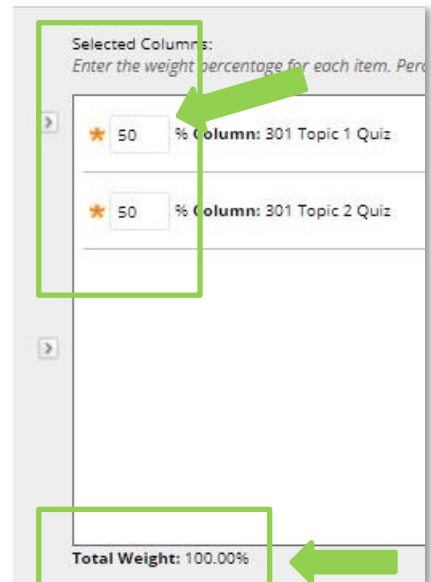 Selected Columns:
Enter the weight percentage for each item. Perc
50 % Column: 301 Topic 1 Quiz
50 % Column: 301 Topic 2 Quiz
Total Weight: 100.00%